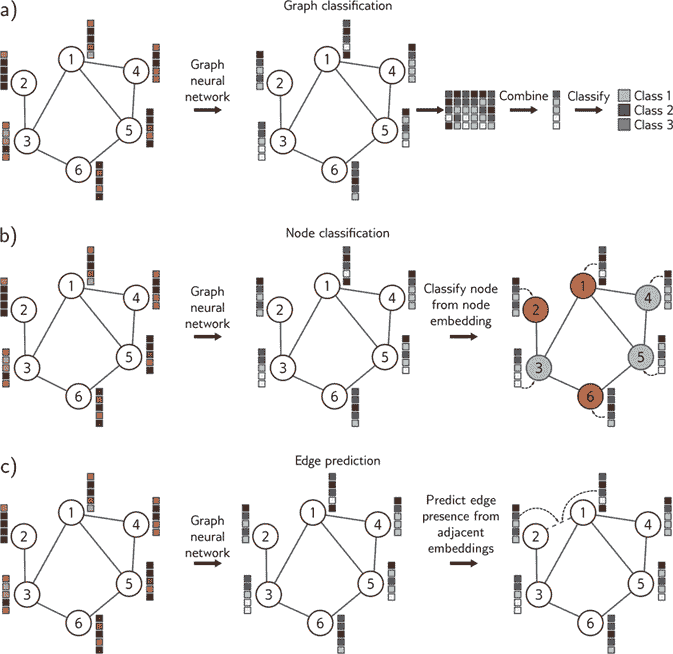 a)
Graph classification
1
2
3
4
5
6
Graph
neural
network
1
2
3
4
5
6
Combine
Classify
Class 1
Class 2
Class 3
b)
Node classification
1
2
3
4
5
6
Graph
neural
network
1
2
3
4
5
6
Classify node
from node
embedding
1
2
3
4
5
6
c)
Edge prediction
1
2
3
4
5
6
Graph
neural
network
1
2
3
4
5
6
Predict edge
presence from
adjacent
embeddings
1
2
3
4
5
6